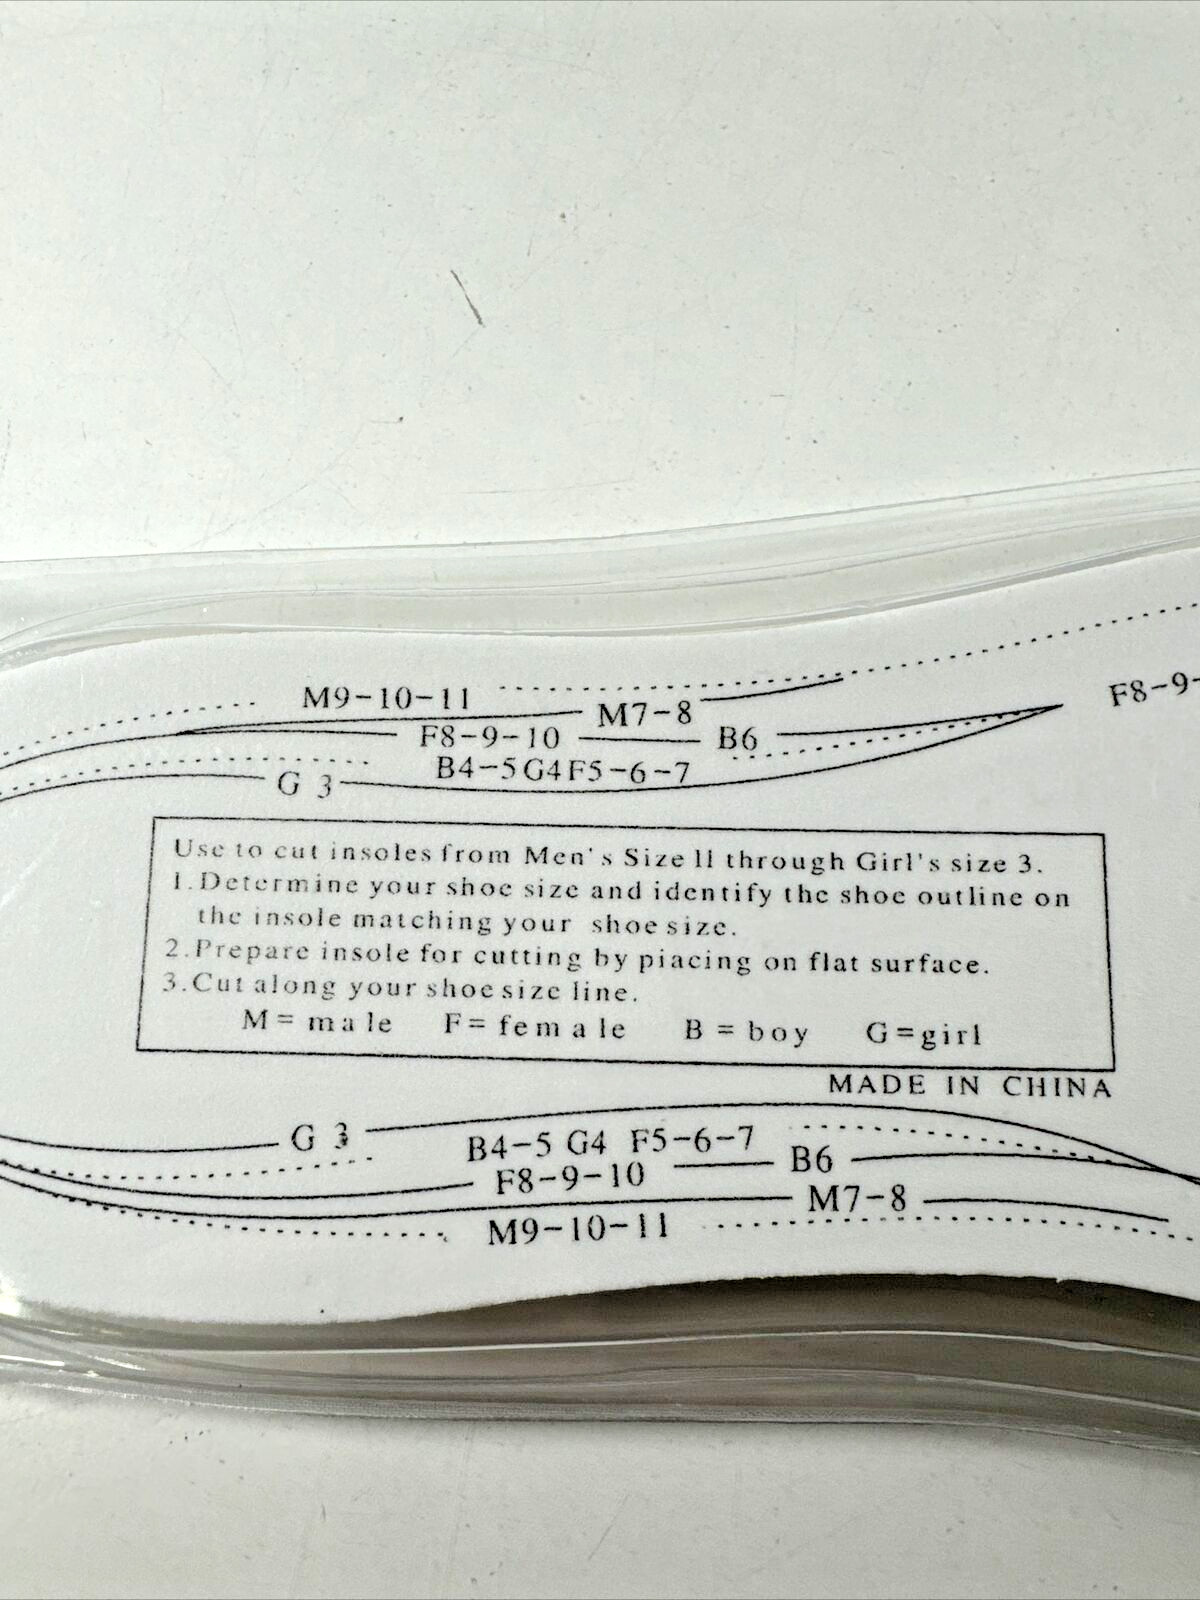 M9-10-11
M7-8
F8-9-
F8-9-10
B6
B4-5 G4 F5-6-7
G 3
Use to cut insoles from Men's Size 11 through Girl's size 3.
1.Determine your shoe size and identify the shoe outline on
the insole matching your shoe size.
2.Prepare insole for cutting by piacing on flat surface.
3.Cut along your shoe size line.
M=male F=female B=boy G=girl
MADE IN CHINA
G 3
B4-5 G4 F5-6-7
B6
F8-9-10
M7-8
M9-10-11